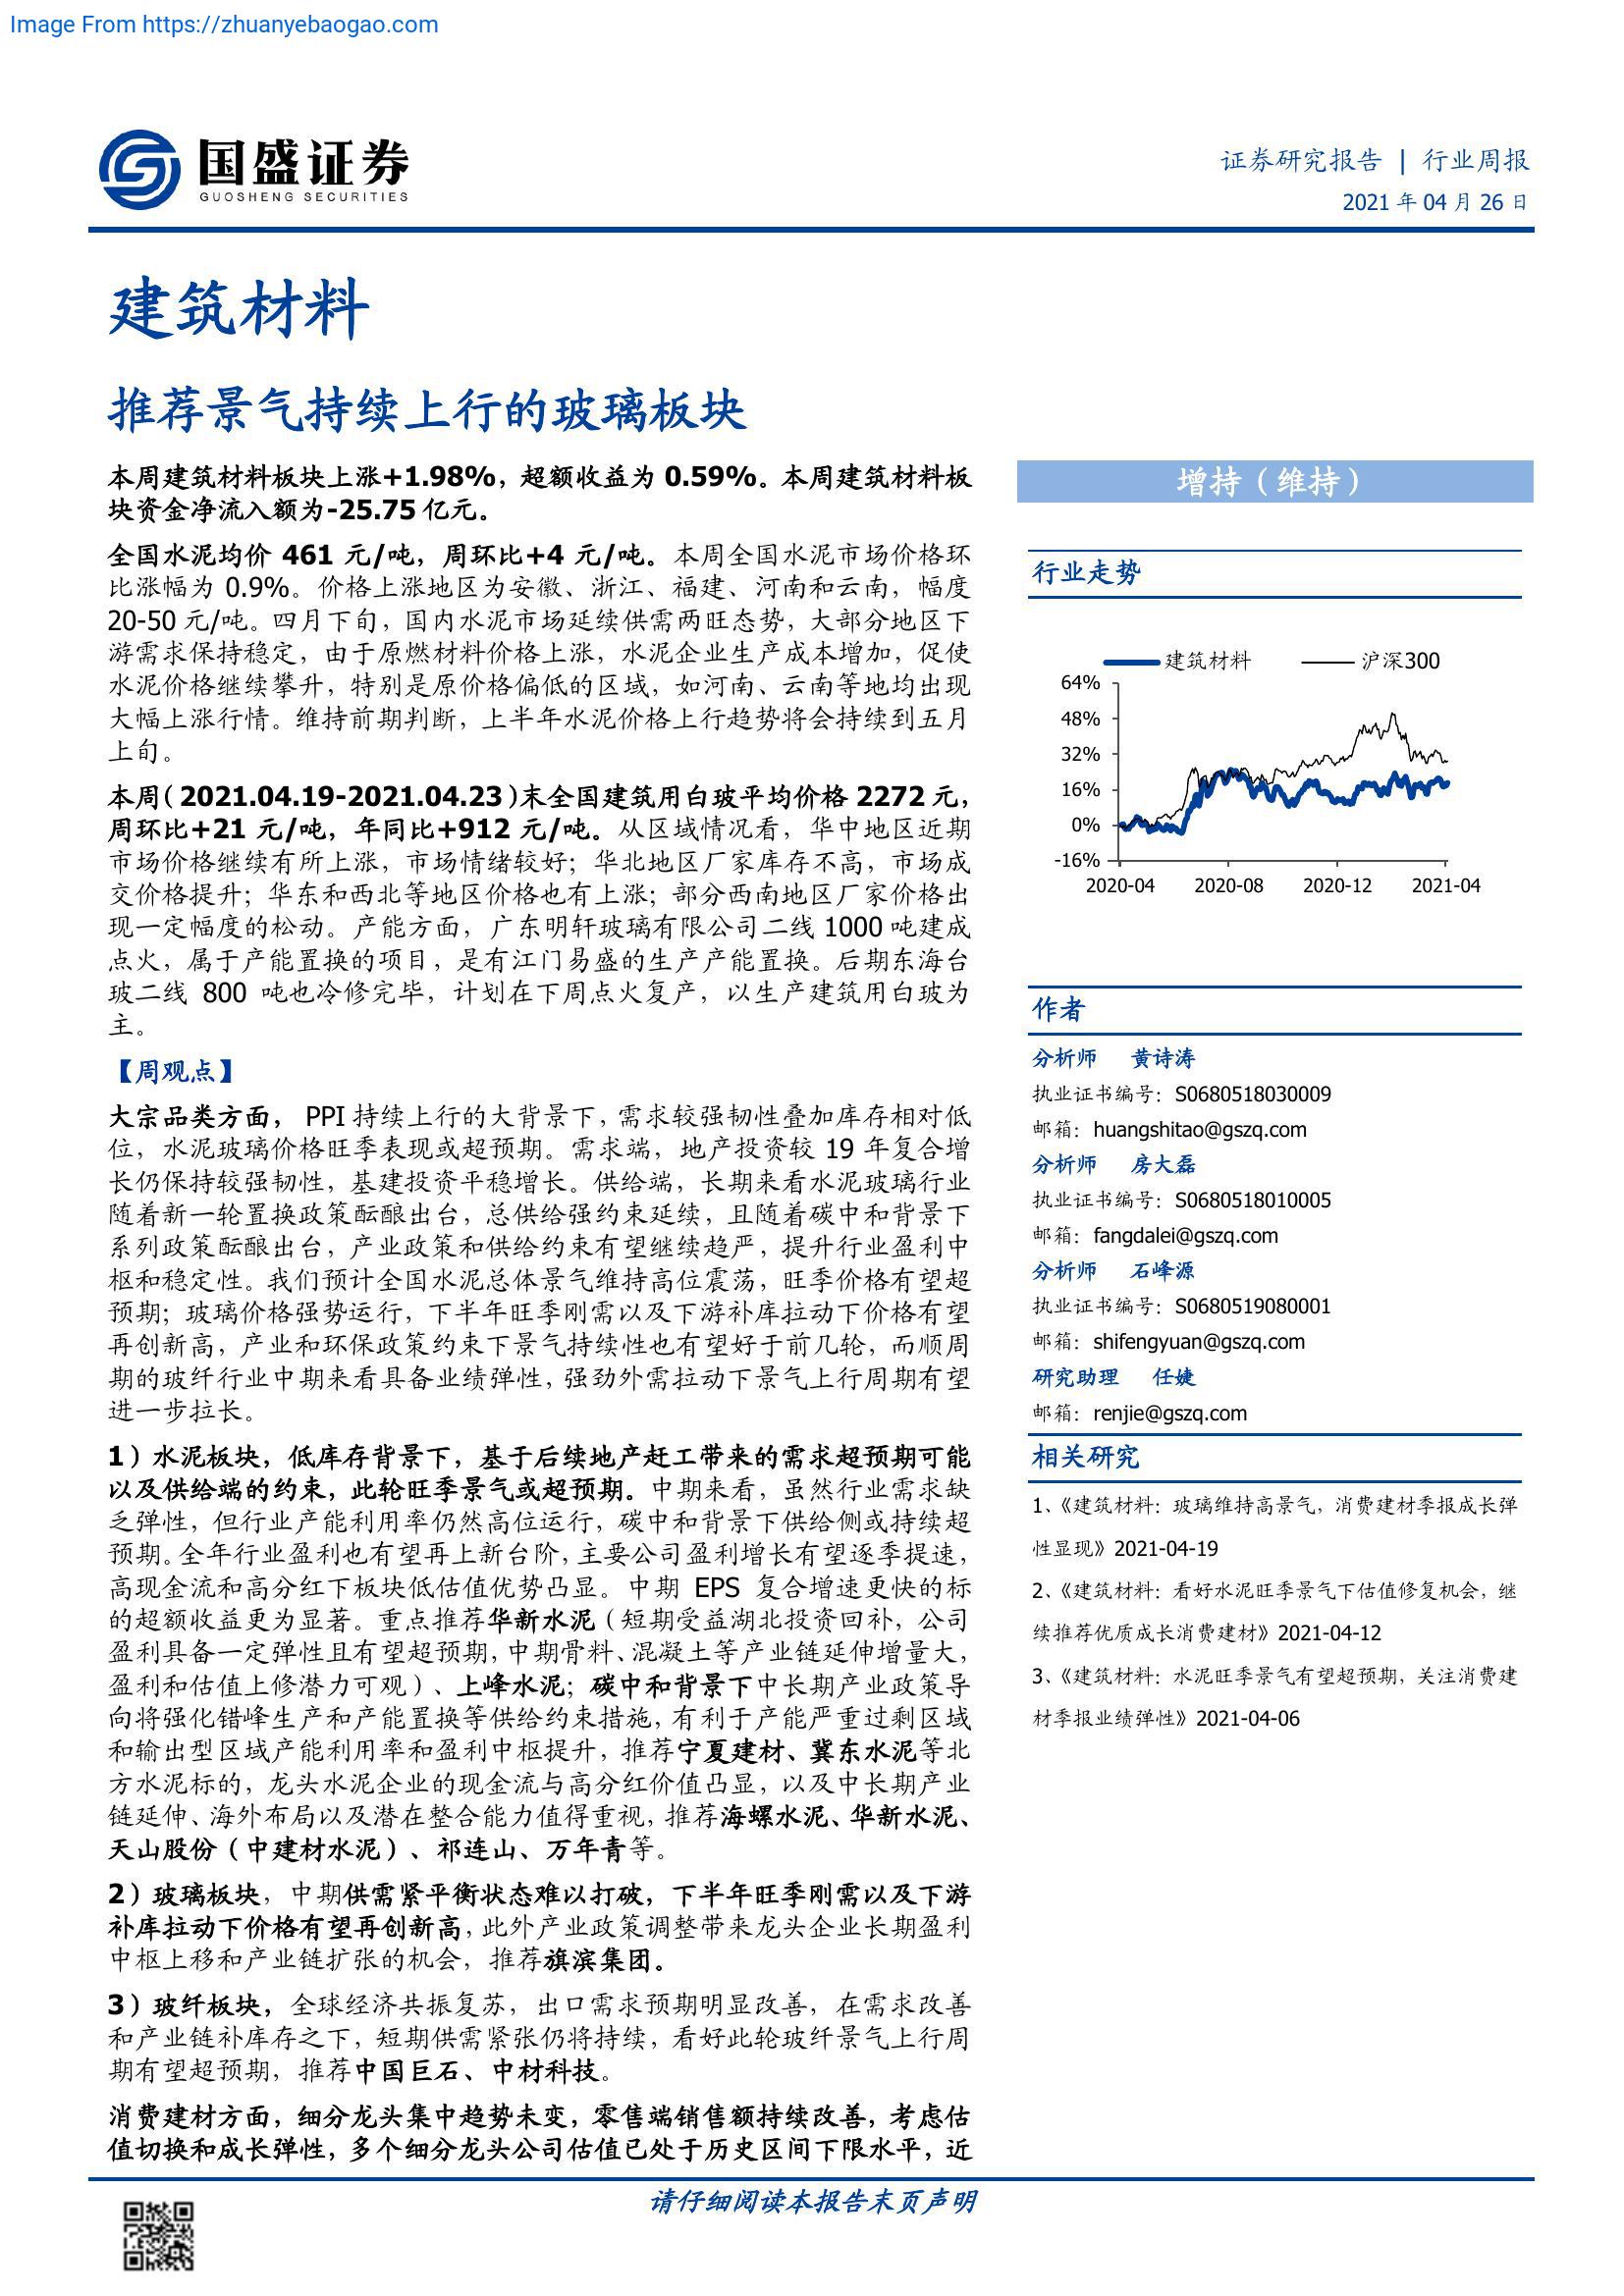 Image From https://zhuanyebaogao.com
国盛证券
GUOSHENG SECURITIES
证券研究报告 | 行业周报
2021 年 04 月 26 日
建筑材料
推荐景气持续上行的玻璃板块
本周建筑材料板块上涨+1.98%，超额收益为 0.59%。本周建筑材料板
块资金净流入额为-25.75 亿元。
全国水泥均价 461 元/吨，周环比+4 元/吨。本周全国水泥市场价格环
比涨幅为 0.9%。价格上涨地区为安徽、浙江、福建、河南和云南，幅度
20-50 元/吨。四月下旬，国内水泥市场延续供需两旺态势，大部分地区下
游需求保持稳定，由于原燃材料价格上涨，水泥企业生产成本增加，促使
水泥价格继续攀升，特别是原价格偏低的区域，如河南、云南等地均出现
大幅上涨行情。维持前期判断，上半年水泥价格上行趋势将会持续到五月
上旬。
本周（2021.04.19-2021.04.23）末全国建筑用白玻平均价格 2272 元，
周环比+21 元/吨，年同比+912 元/吨。从区域情况看，华中地区近期
市场价格继续有所上涨，市场情绪较好；华北地区厂家库存不高，市场成
交价格提升；华东和西北等地区价格也有上涨；部分西南地区厂家价格出
现一定幅度的松动。产能方面，广东明轩玻璃有限公司二线 1000 吨建成
点火，属于产能置换的项目，是有江门易盛的生产产能置换。后期东海台
玻二线 800 吨也冷修完毕，计划在下周点火复产，以生产建筑用白玻为
主。
【周观点】
大宗品类方面， PPI 持续上行的大背景下，需求较强韧性叠加库存相对低
位，水泥玻璃价格旺季表现或超预期。需求端，地产投资较 19 年复合增
长仍保持较强韧性，基建投资平稳增长。供给端，长期来看水泥玻璃行业
随着新一轮置换政策酝酿出台，总供给强约束延续，且随着碳中和背景下
系列政策酝酿出台，产业政策和供给约束有望继续趋严，提升行业盈利中
枢和稳定性。我们预计全国水泥总体景气维持高位震荡，旺季价格有望超
预期；玻璃价格强势运行，下半年旺季刚需以及下游补库拉动下价格有望
再创新高，产业和环保政策约束下景气持续性也有望好于前几轮，而顺周
期的玻纤行业中期来看具备业绩弹性，强劲外需拉动下景气上行周期有望
进一步拉长。
1）水泥板块，低库存背景下，基于后续地产赶工带来的需求超预期可能
以及供给端的约束，此轮旺季景气或超预期。中期来看，虽然行业需求缺
乏弹性，但行业产能利用率仍然高位运行，碳中和背景下供给侧或持续超
预期。全年行业盈利也有望再上新台阶，主要公司盈利增长有望逐季提速，
高现金流和高分红下板块低估值优势凸显。中期 EPS 复合增速更快的标
的超额收益更为显著。重点推荐华新水泥（短期受益湖北投资回补，公司
盈利具备一定弹性且有望超预期，中期骨料、混凝土等产业链延伸增量大，
盈利和估值上修潜力可观）、上峰水泥；碳中和背景下中长期产业政策导
向将强化错峰生产和产能置换等供给约束措施，有利于产能严重过剩区域
和输出型区域产能利用率和盈利中枢提升，推荐宁夏建材、冀东水泥等北
方水泥标的，龙头水泥企业的现金流与高分红价值凸显，以及中长期产业
链延伸、海外布局以及潜在整合能力值得重视，推荐海螺水泥、华新水泥、
天山股份（中建材水泥）、祁连山、万年青等。
2）玻璃板块，中期供需紧平衡状态难以打破，下半年旺季刚需以及下游
补库拉动下价格有望再创新高，此外产业政策调整带来龙头企业长期盈利
中枢上移和产业链扩张的机会，推荐旗滨集团。
3）玻纤板块，全球经济共振复苏，出口需求预期明显改善，在需求改善
和产业链补库存之下，短期供需紧张仍将持续，看好此轮玻纤景气上行周
期有望超预期，推荐中国巨石、中材科技。
消费建材方面，细分龙头集中趋势未变，零售端销售额持续改善，考虑估
值切换和成长弹性，多个细分龙头公司估值已处于历史区间下限水平，近
增持（维持）
行业走势
建筑材料 沪深300
64%
48%
32%
16%
0%
-16%
2020-04 2020-08 2020-12 2021-04
作者
分析师 黄诗涛
执业证书编号：S0680518030009
邮箱：huangshitao@gszq.com
分析师 房大磊
执业证书编号：S0680518010005
邮箱：fangdalei@gszq.com
分析师 石峰源
执业证书编号：S0680519080001
邮箱：shifengyuan@gszq.com
研究助理 任婕
邮箱：renjie@gszq.com
相关研究
1、《建筑材料：玻璃维持高景气，消费建材季报成长弹
性显现》2021-04-19
2、《建筑材料：看好水泥旺季景气下估值修复机会，继
续推荐优质成长消费建材》2021-04-12
3、《建筑材料：水泥旺季景气有望超预期，关注消费建
材季报业绩弹性》2021-04-06
请仔细阅读本报告末页声明